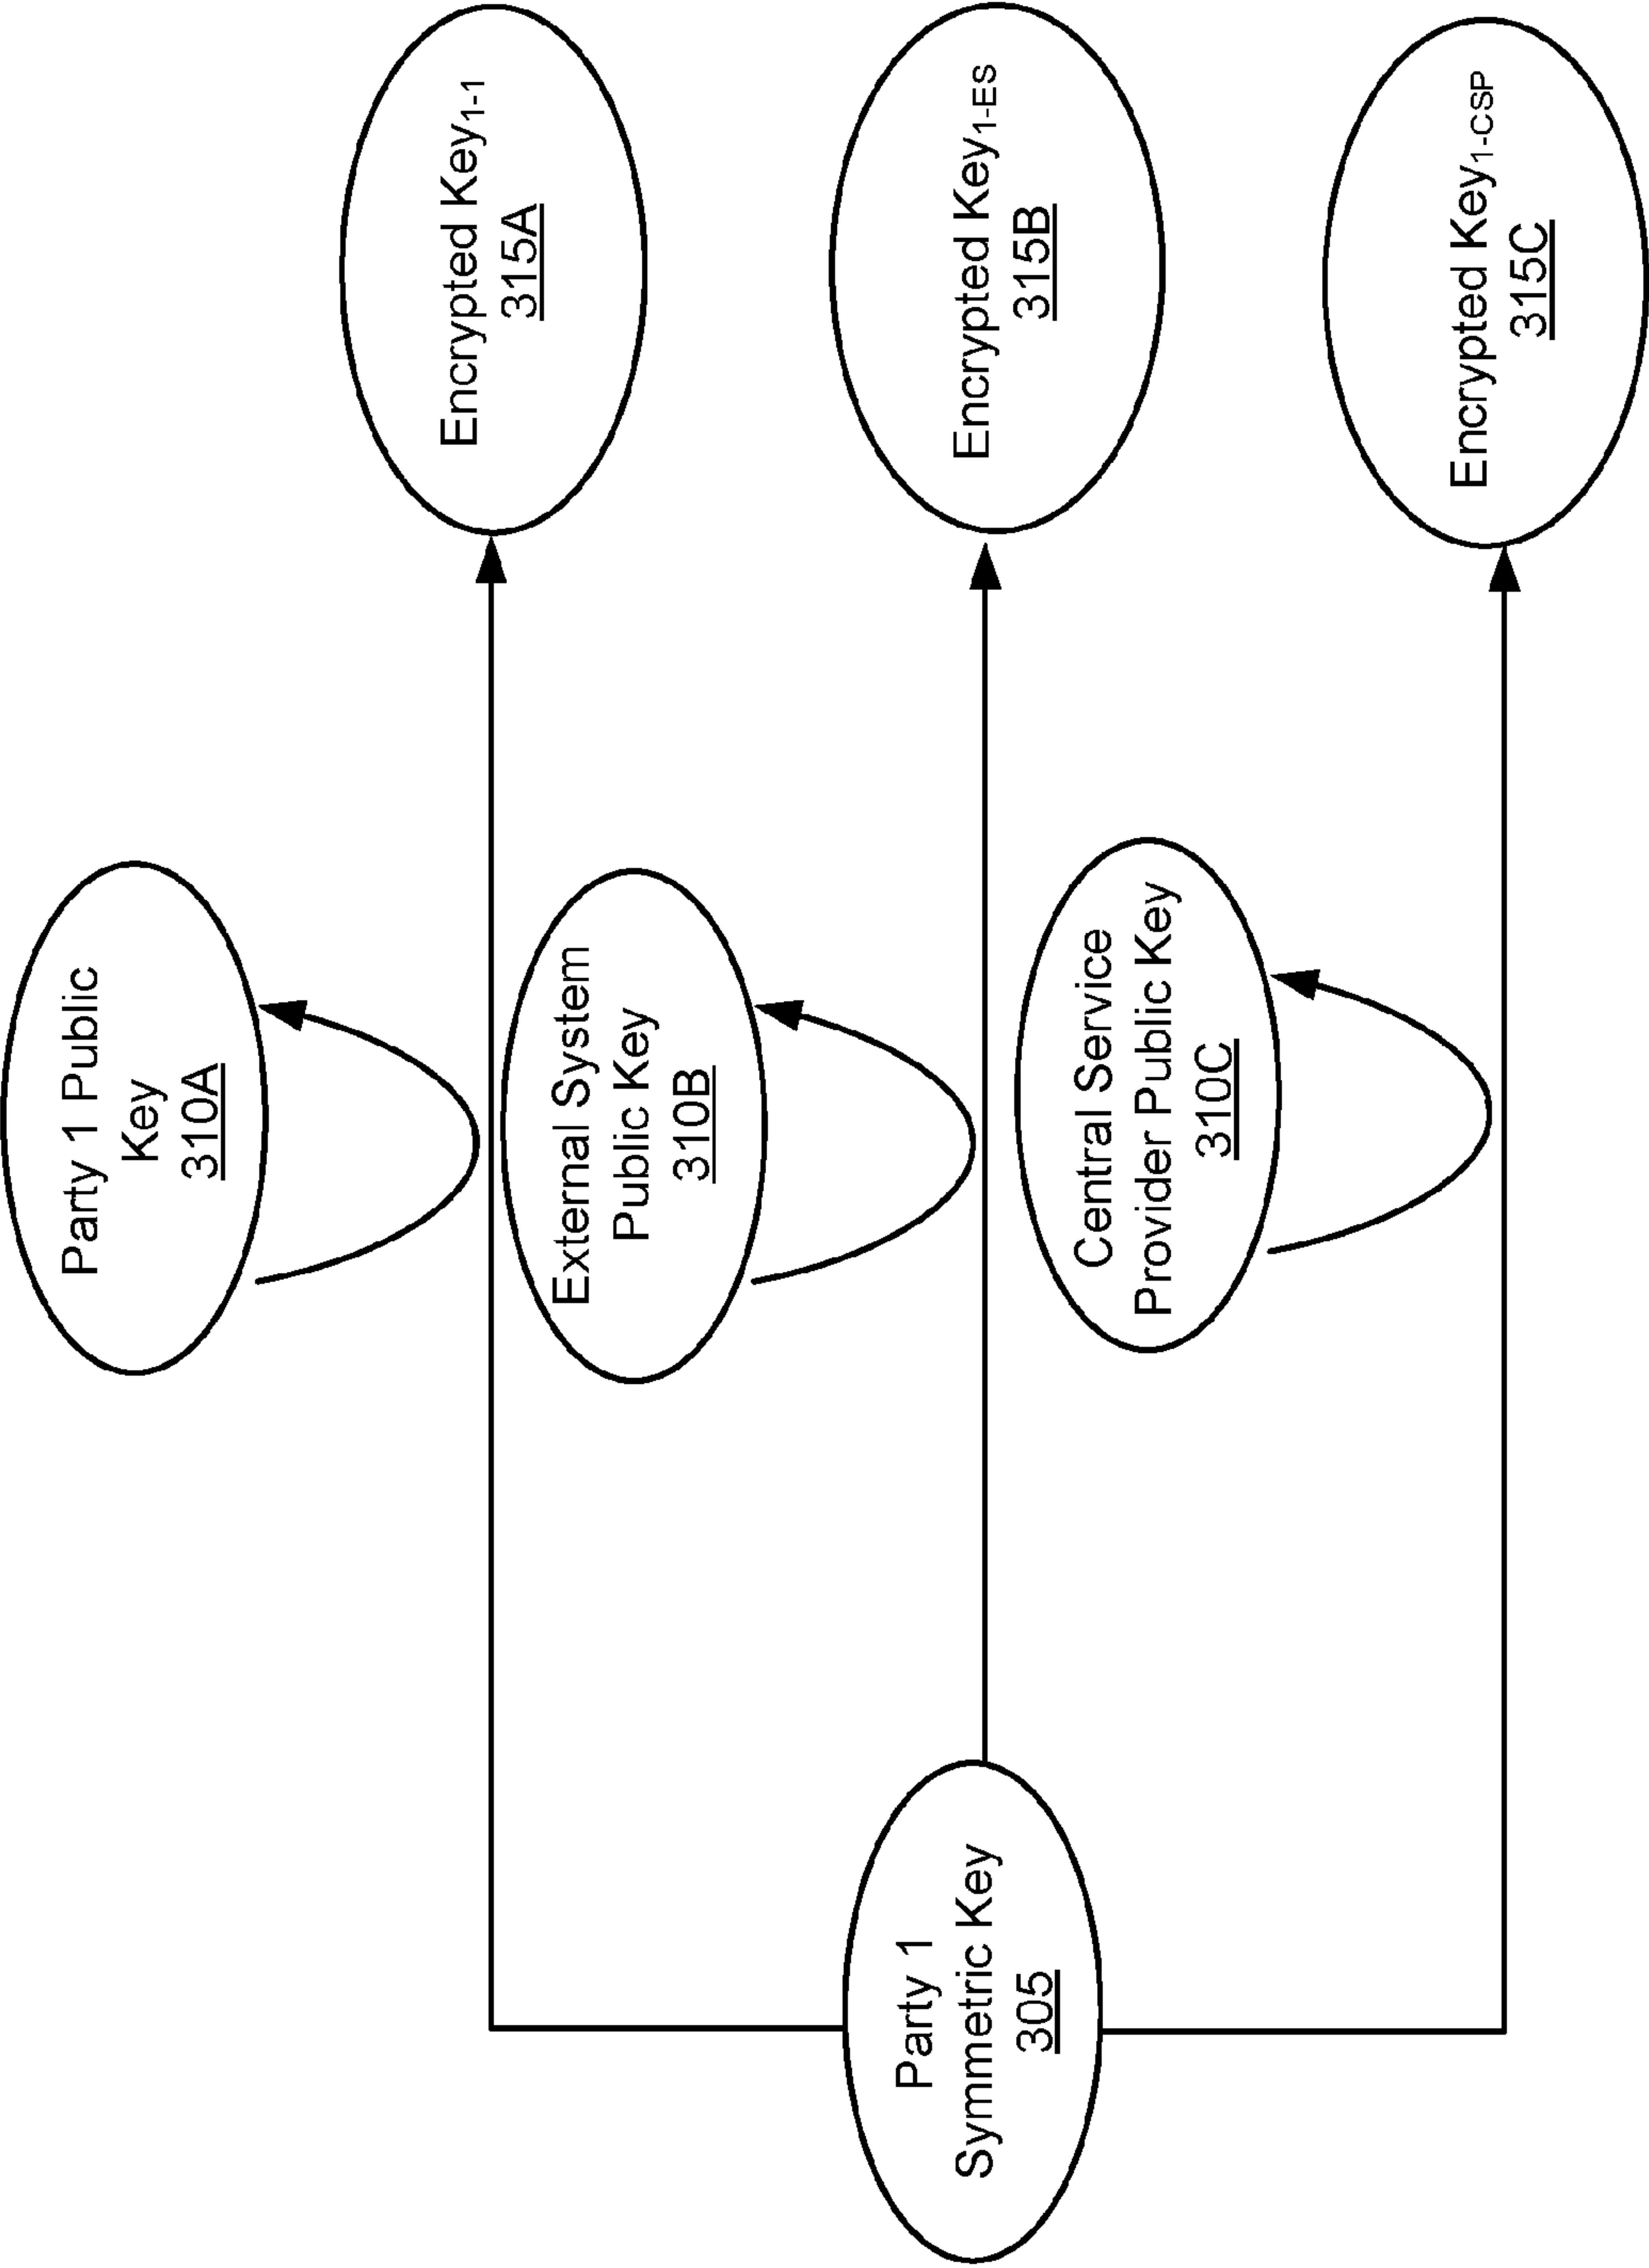 Party 1 Public
Key
310A
Encrypted Key1-1
315A
External System
Public Key
310B
Party 1
Symmetric Key
305
Encrypted Key1-ES
315B
Central Service
Provider Public Key
310C
Encrypted Key1-CSP
315C